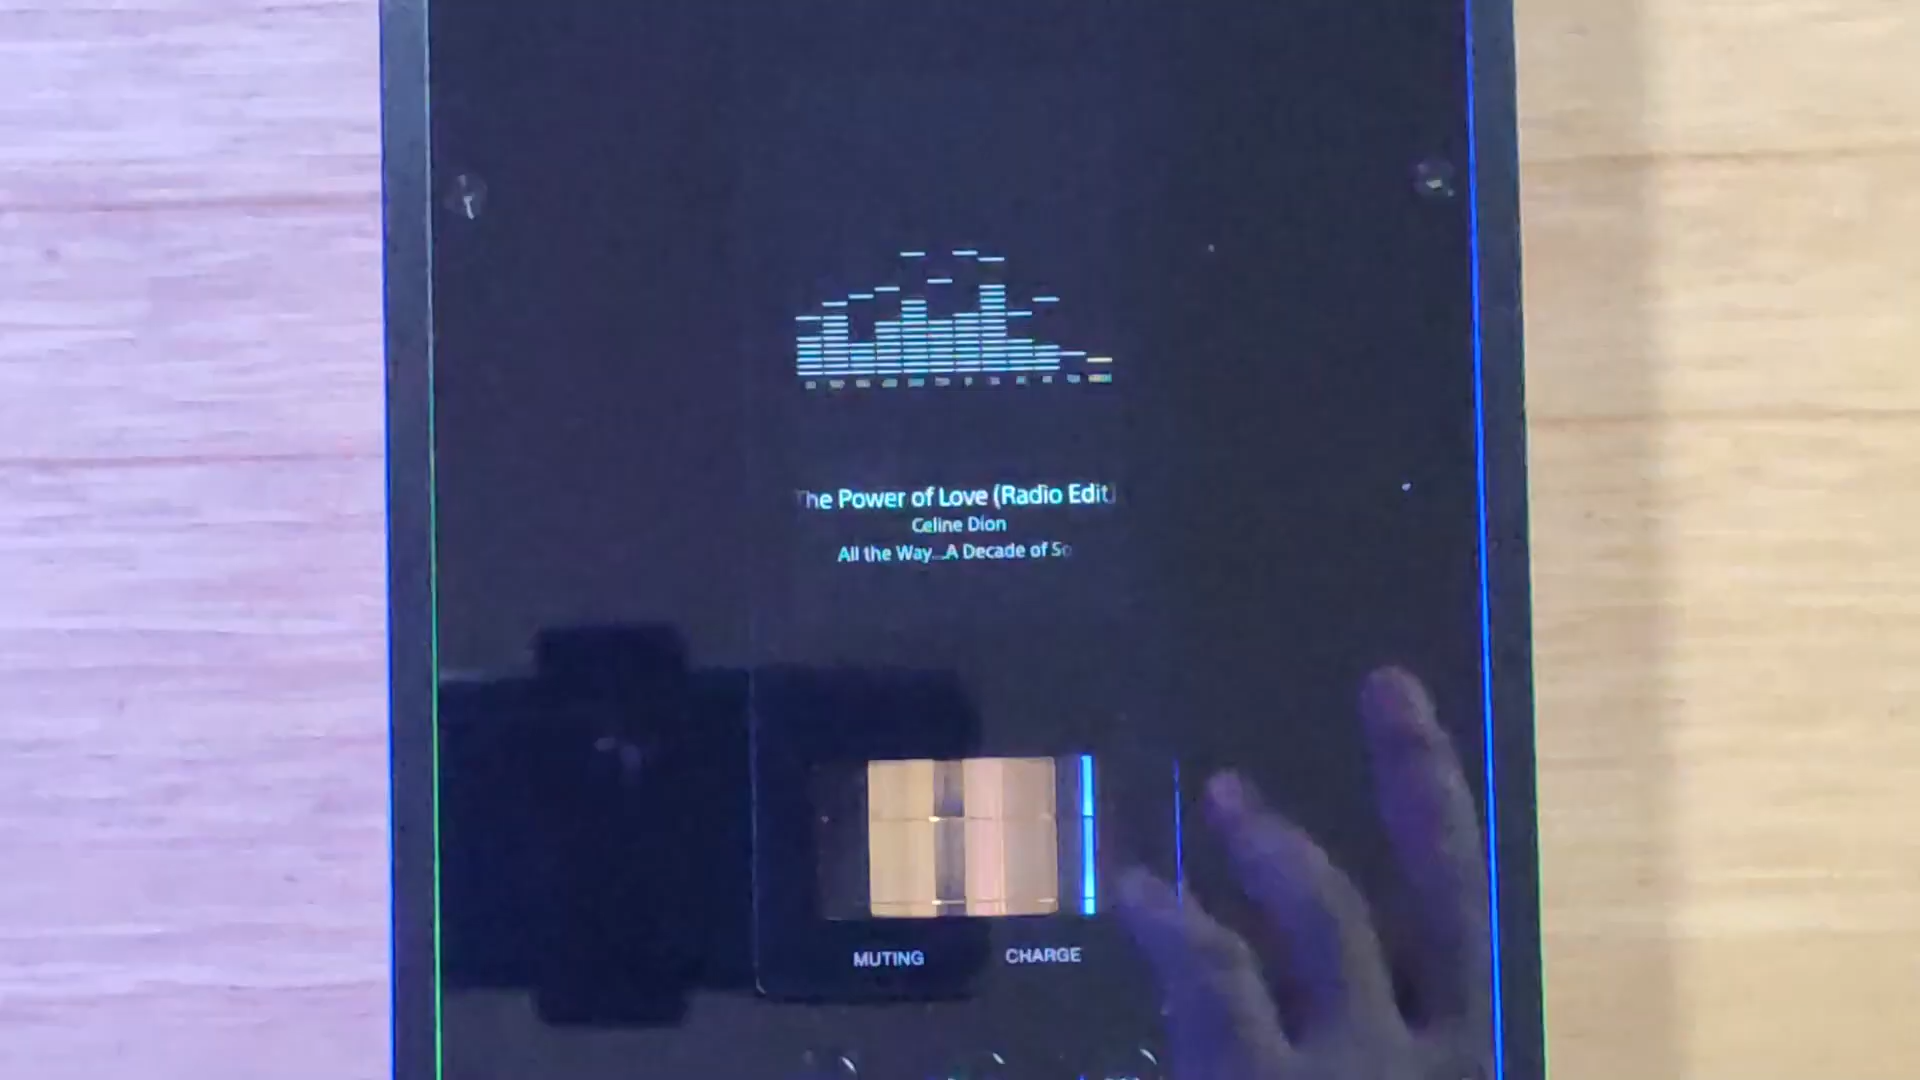 The Power of Love (Radio Edit)
Celine Dion
All the Way...A Decade of So
MUTING
CHARGE